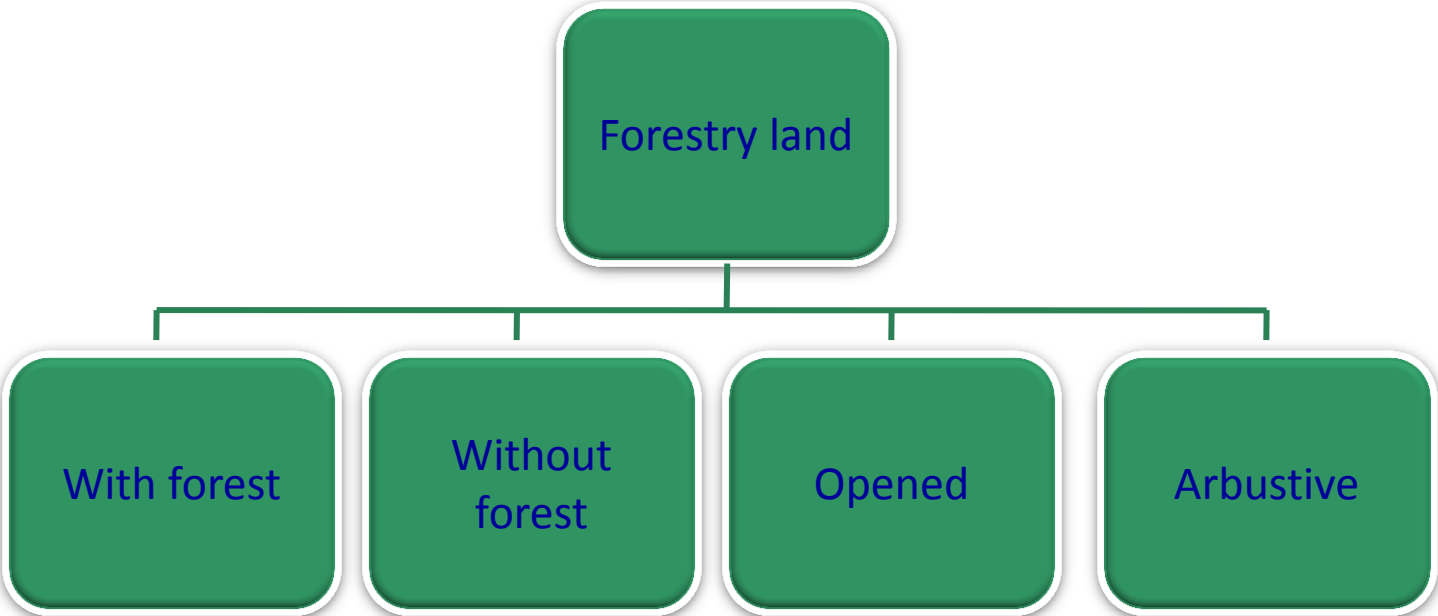 Forestry land
With forest
Without
forest
Opened
Arbustive